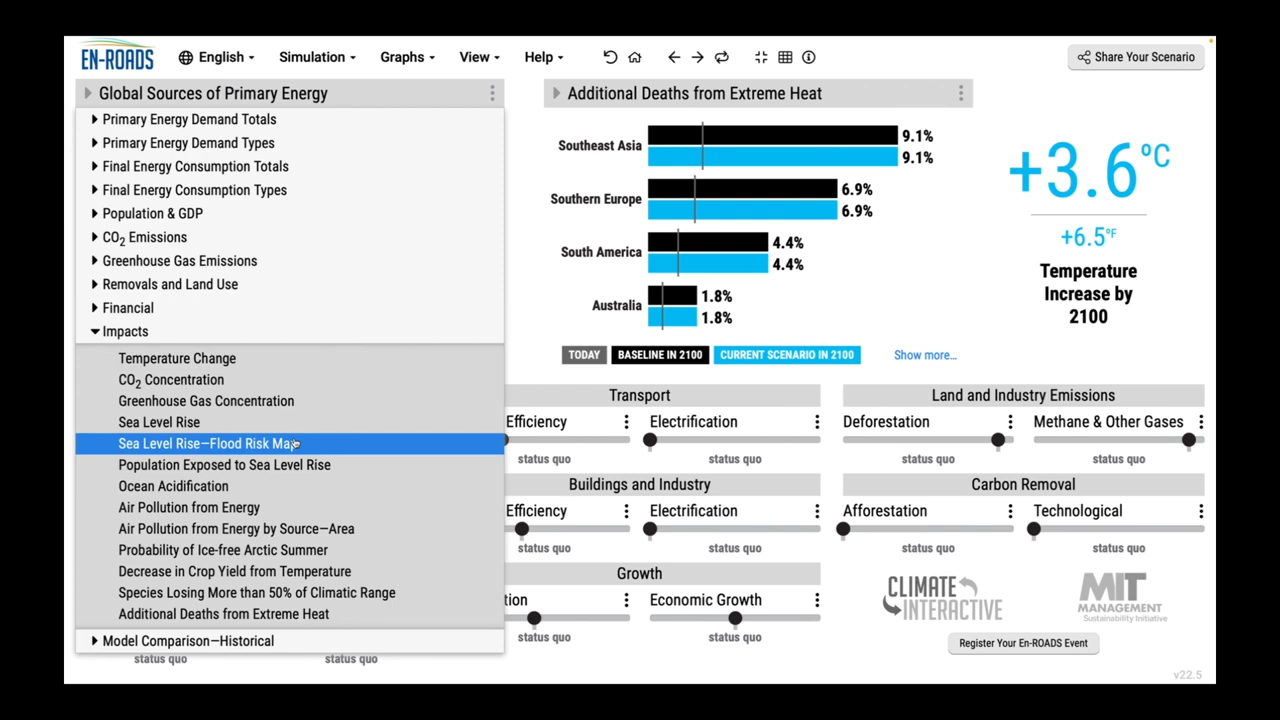 EN-ROADS
English
Simulation
Graphs
View
Help
Share Your Scenario
Global Sources of Primary Energy
Primary Energy Demand Totals
Primary Energy Demand Types
Final Energy Consumption Totals
Final Energy Consumption Types
Population & GDP
CO2 Emissions
Greenhouse Gas Emissions
Removals and Land Use
Financial
Impacts
Temperature Change
CO2 Concentration
Greenhouse Gas Concentration
Sea Level Rise
Sea Level Rise—Flood Risk Map
Population Exposed to Sea Level Rise
Ocean Acidification
Air Pollution from Energy
Air Pollution from Energy by Source—Area
Probability of Ice-free Arctic Summer
Decrease in Crop Yield from Temperature
Species Losing More than 50% of Climatic Range
Additional Deaths from Extreme Heat
Model Comparison—Historical
status quo
status quo
Additional Deaths from Extreme Heat
Southeast Asia
9.1%
9.1%
Southern Europe
6.9%
6.9%
South America
4.4%
4.4%
Australia
1.8%
1.8%
TODAY
BASELINE IN 2100
CURRENT SCENARIO IN 2100
Show more...
+3.6°C
+6.5°F
Temperature
Increase by
2100
Transport
Efficiency
Electrification
status quo
status quo
Land and Industry Emissions
Deforestation
Methane & Other Gases
status quo
status quo
Buildings and Industry
Efficiency
Electrification
status quo
status quo
Carbon Removal
Afforestation
Technological
status quo
status quo
Growth
tion
Economic Growth
status quo
status quo
CLIMATE
INTERACTIVE
MIT
MANAGEMENT
Sustainability Initiative
Register Your En-ROADS Event
v22.5